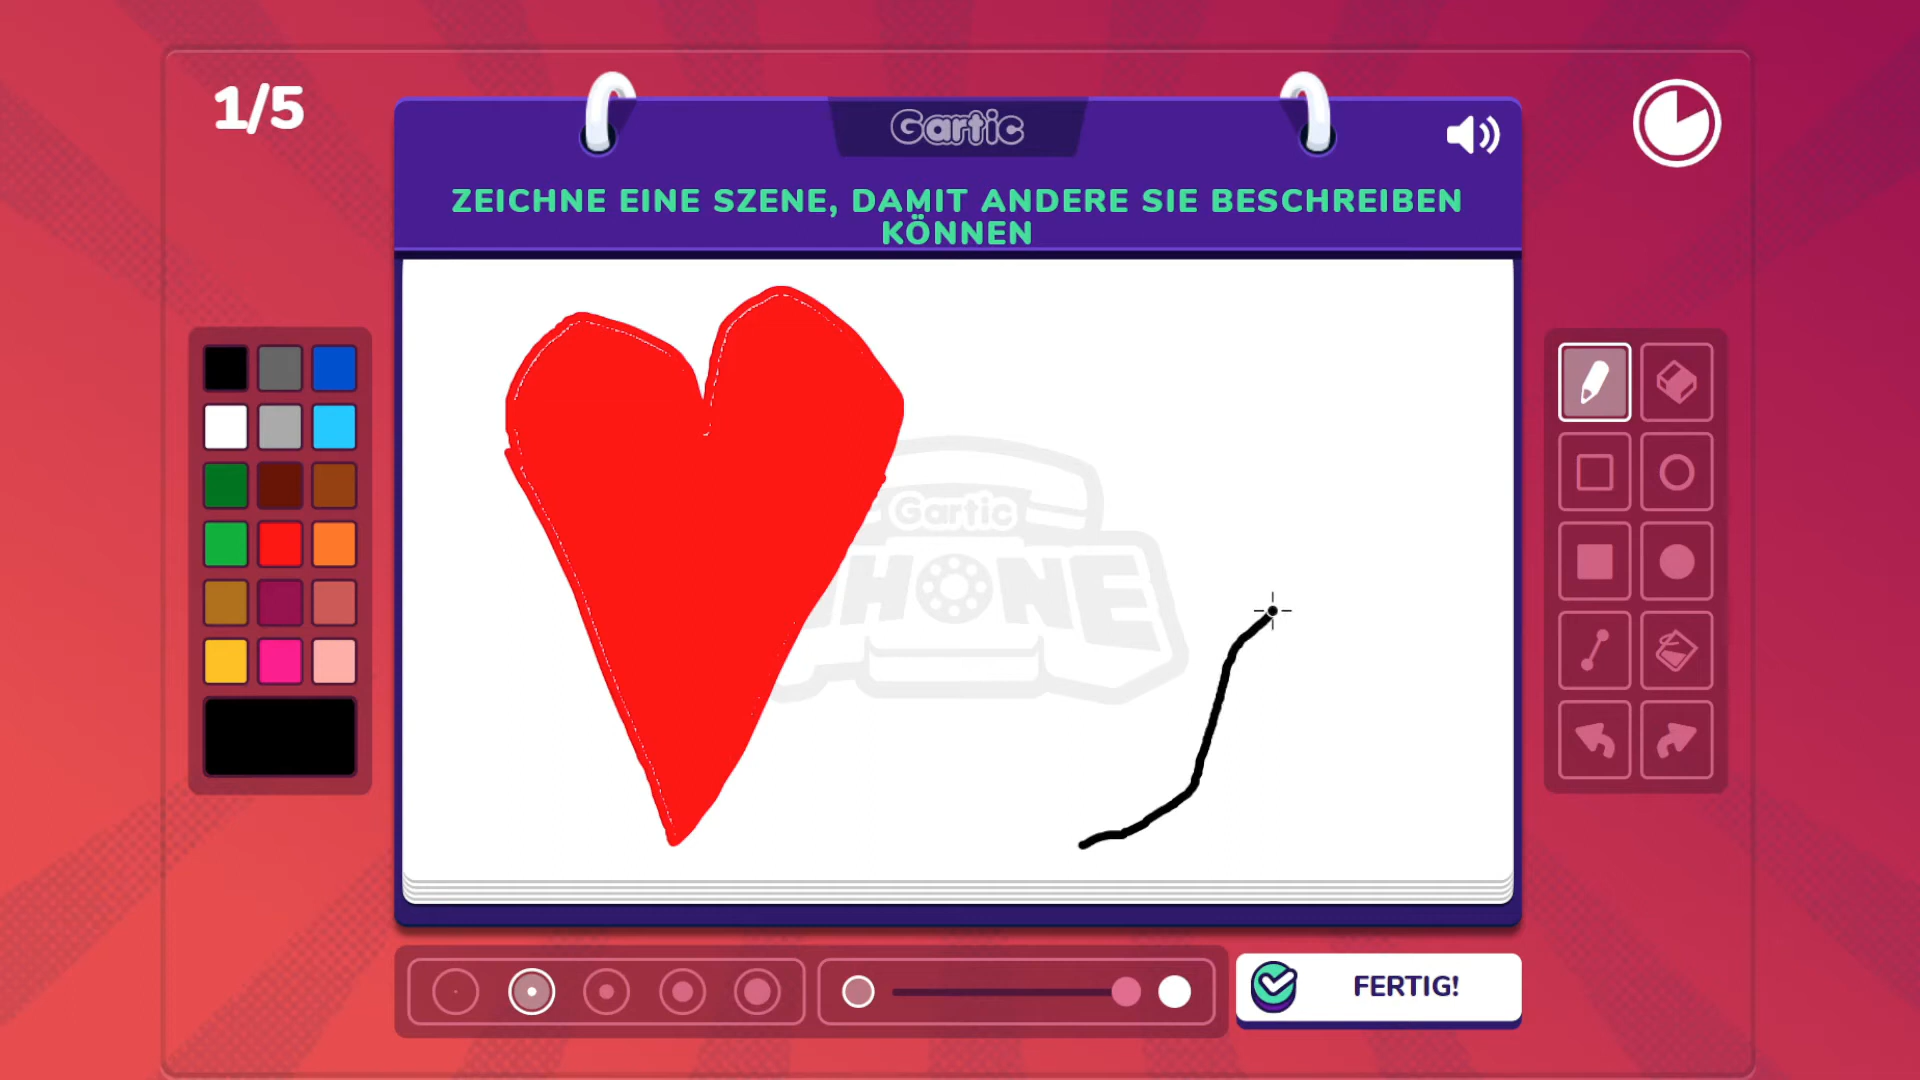 1/5
Gartic
ZEICHNE EINE SZENE, DAMIT ANDERE SIE BESCHREIBEN
KÖNNEN
Gartic
PHONE
FERTIG!